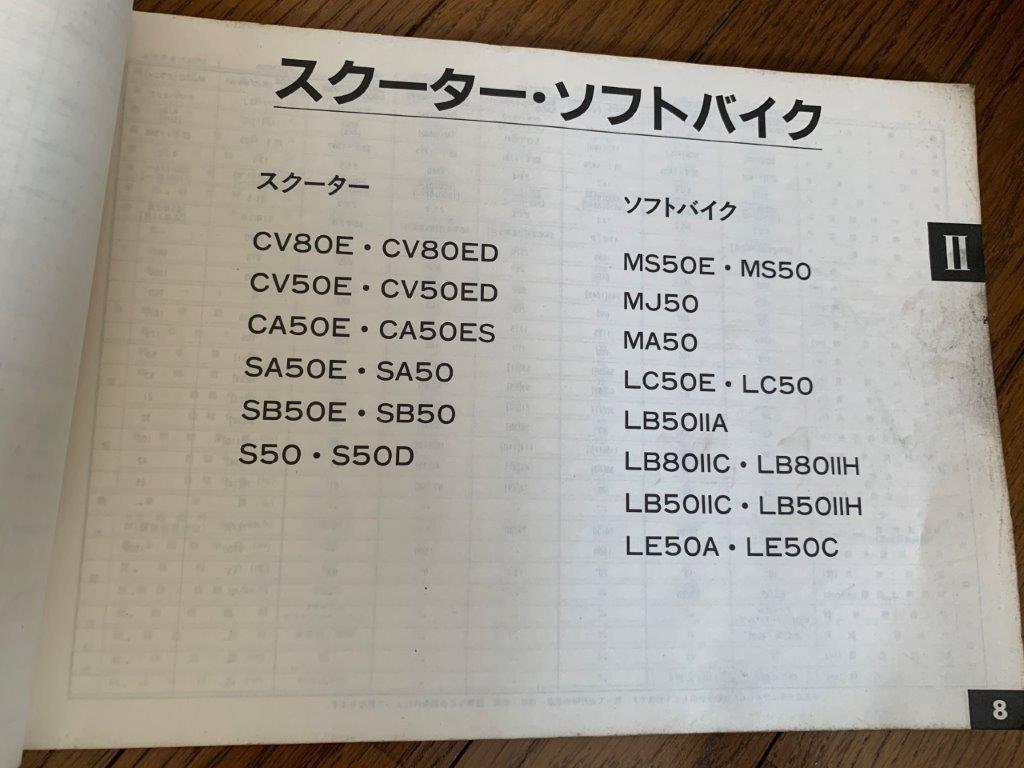 スクーター・ソフトバイク
スクーター
CV80E・CV80ED
CV50E・CV50ED
CA50E・CA50ES
SA50E・SA50
SB50E・SB50
S50・S50D
ソフトバイク
MS50E・MS50
MJ50
MA50
LC50E・LC50
LB50IIA
LB80IIC・LB80IIH
LB50IIC・LB50IIH
LE50A・LE50C
II
8